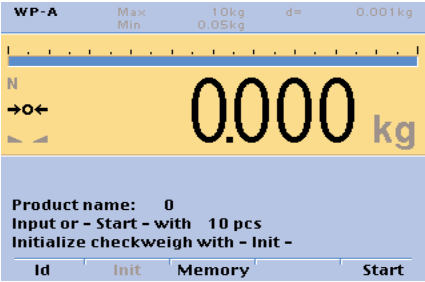 WP-A Max 10kg d= 0.001kg
Min 0.05kg
N
→o←
0.000 kg
Product name: 0
Input or - Start - with 10 pcs
Initialize checkweigh with - Init -
Id Init Memory Start